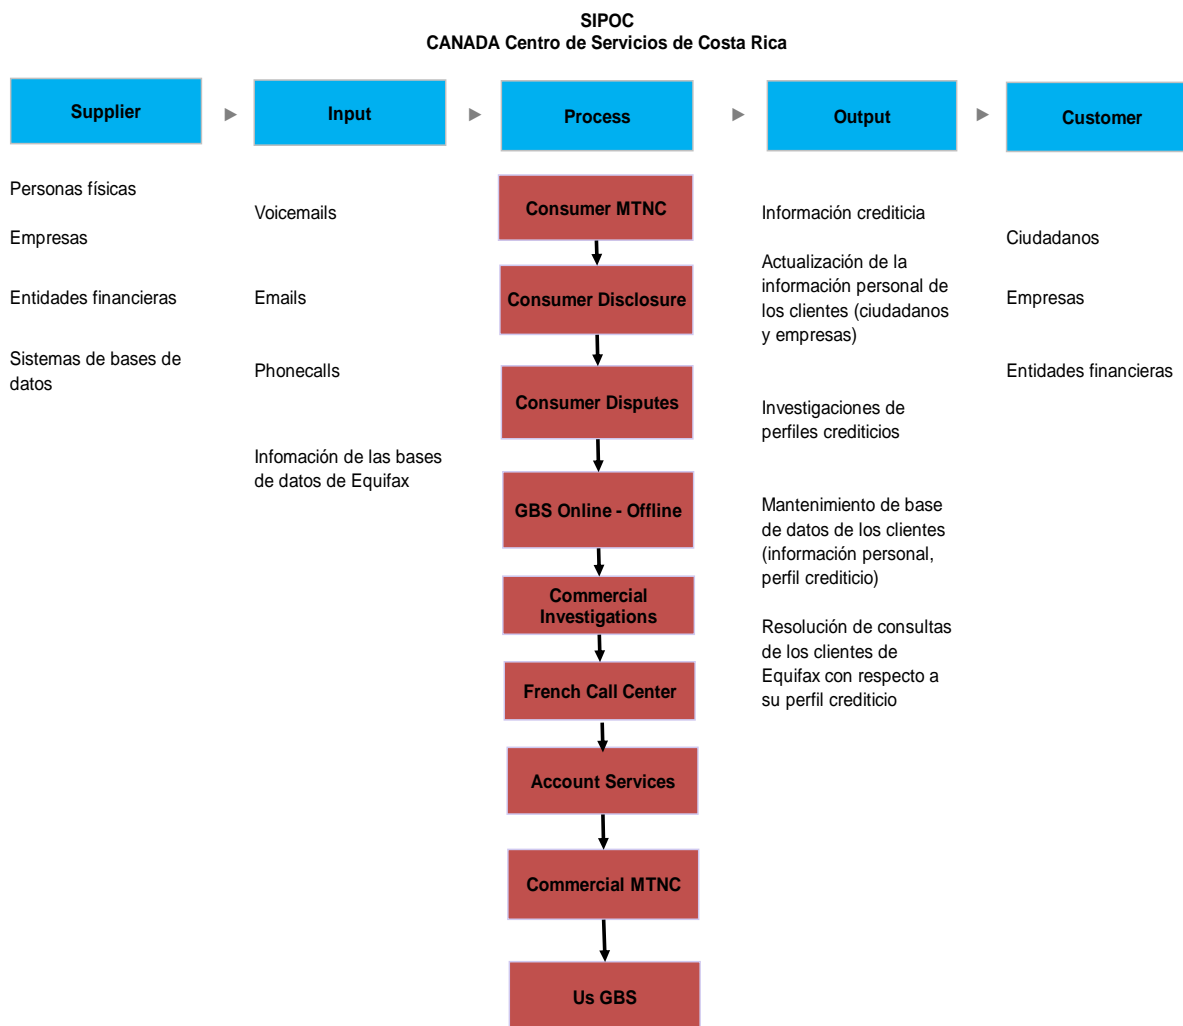 SIPOC
CANADA Centro de Servicios de Costa Rica
Supplier
Input
Process
Output
Customer
Personas físicas
Empresas
Entidades financieras
Sistemas de bases de
datos
Voicemails
Emails
Phonecalls
Infomación de las bases
de datos de Equifax
Consumer MTNC
Consumer Disclosure
Consumer Disputes
GBS Online - Offline
Commercial
Investigations
French Call Center
Account Services
Commercial MTNC
Us GBS
Información crediticia
Actualización de la
información personal de
los clientes (ciudadanos
y empresas)
Investigaciones de
perfiles crediticios
Mantenimiento de base
de datos de los clientes
(información personal,
perfil crediticio)
Resolución de consultas
de los clientes de
Equifax con respecto a
su perfil crediticio
Ciudadanos
Empresas
Entidades financieras